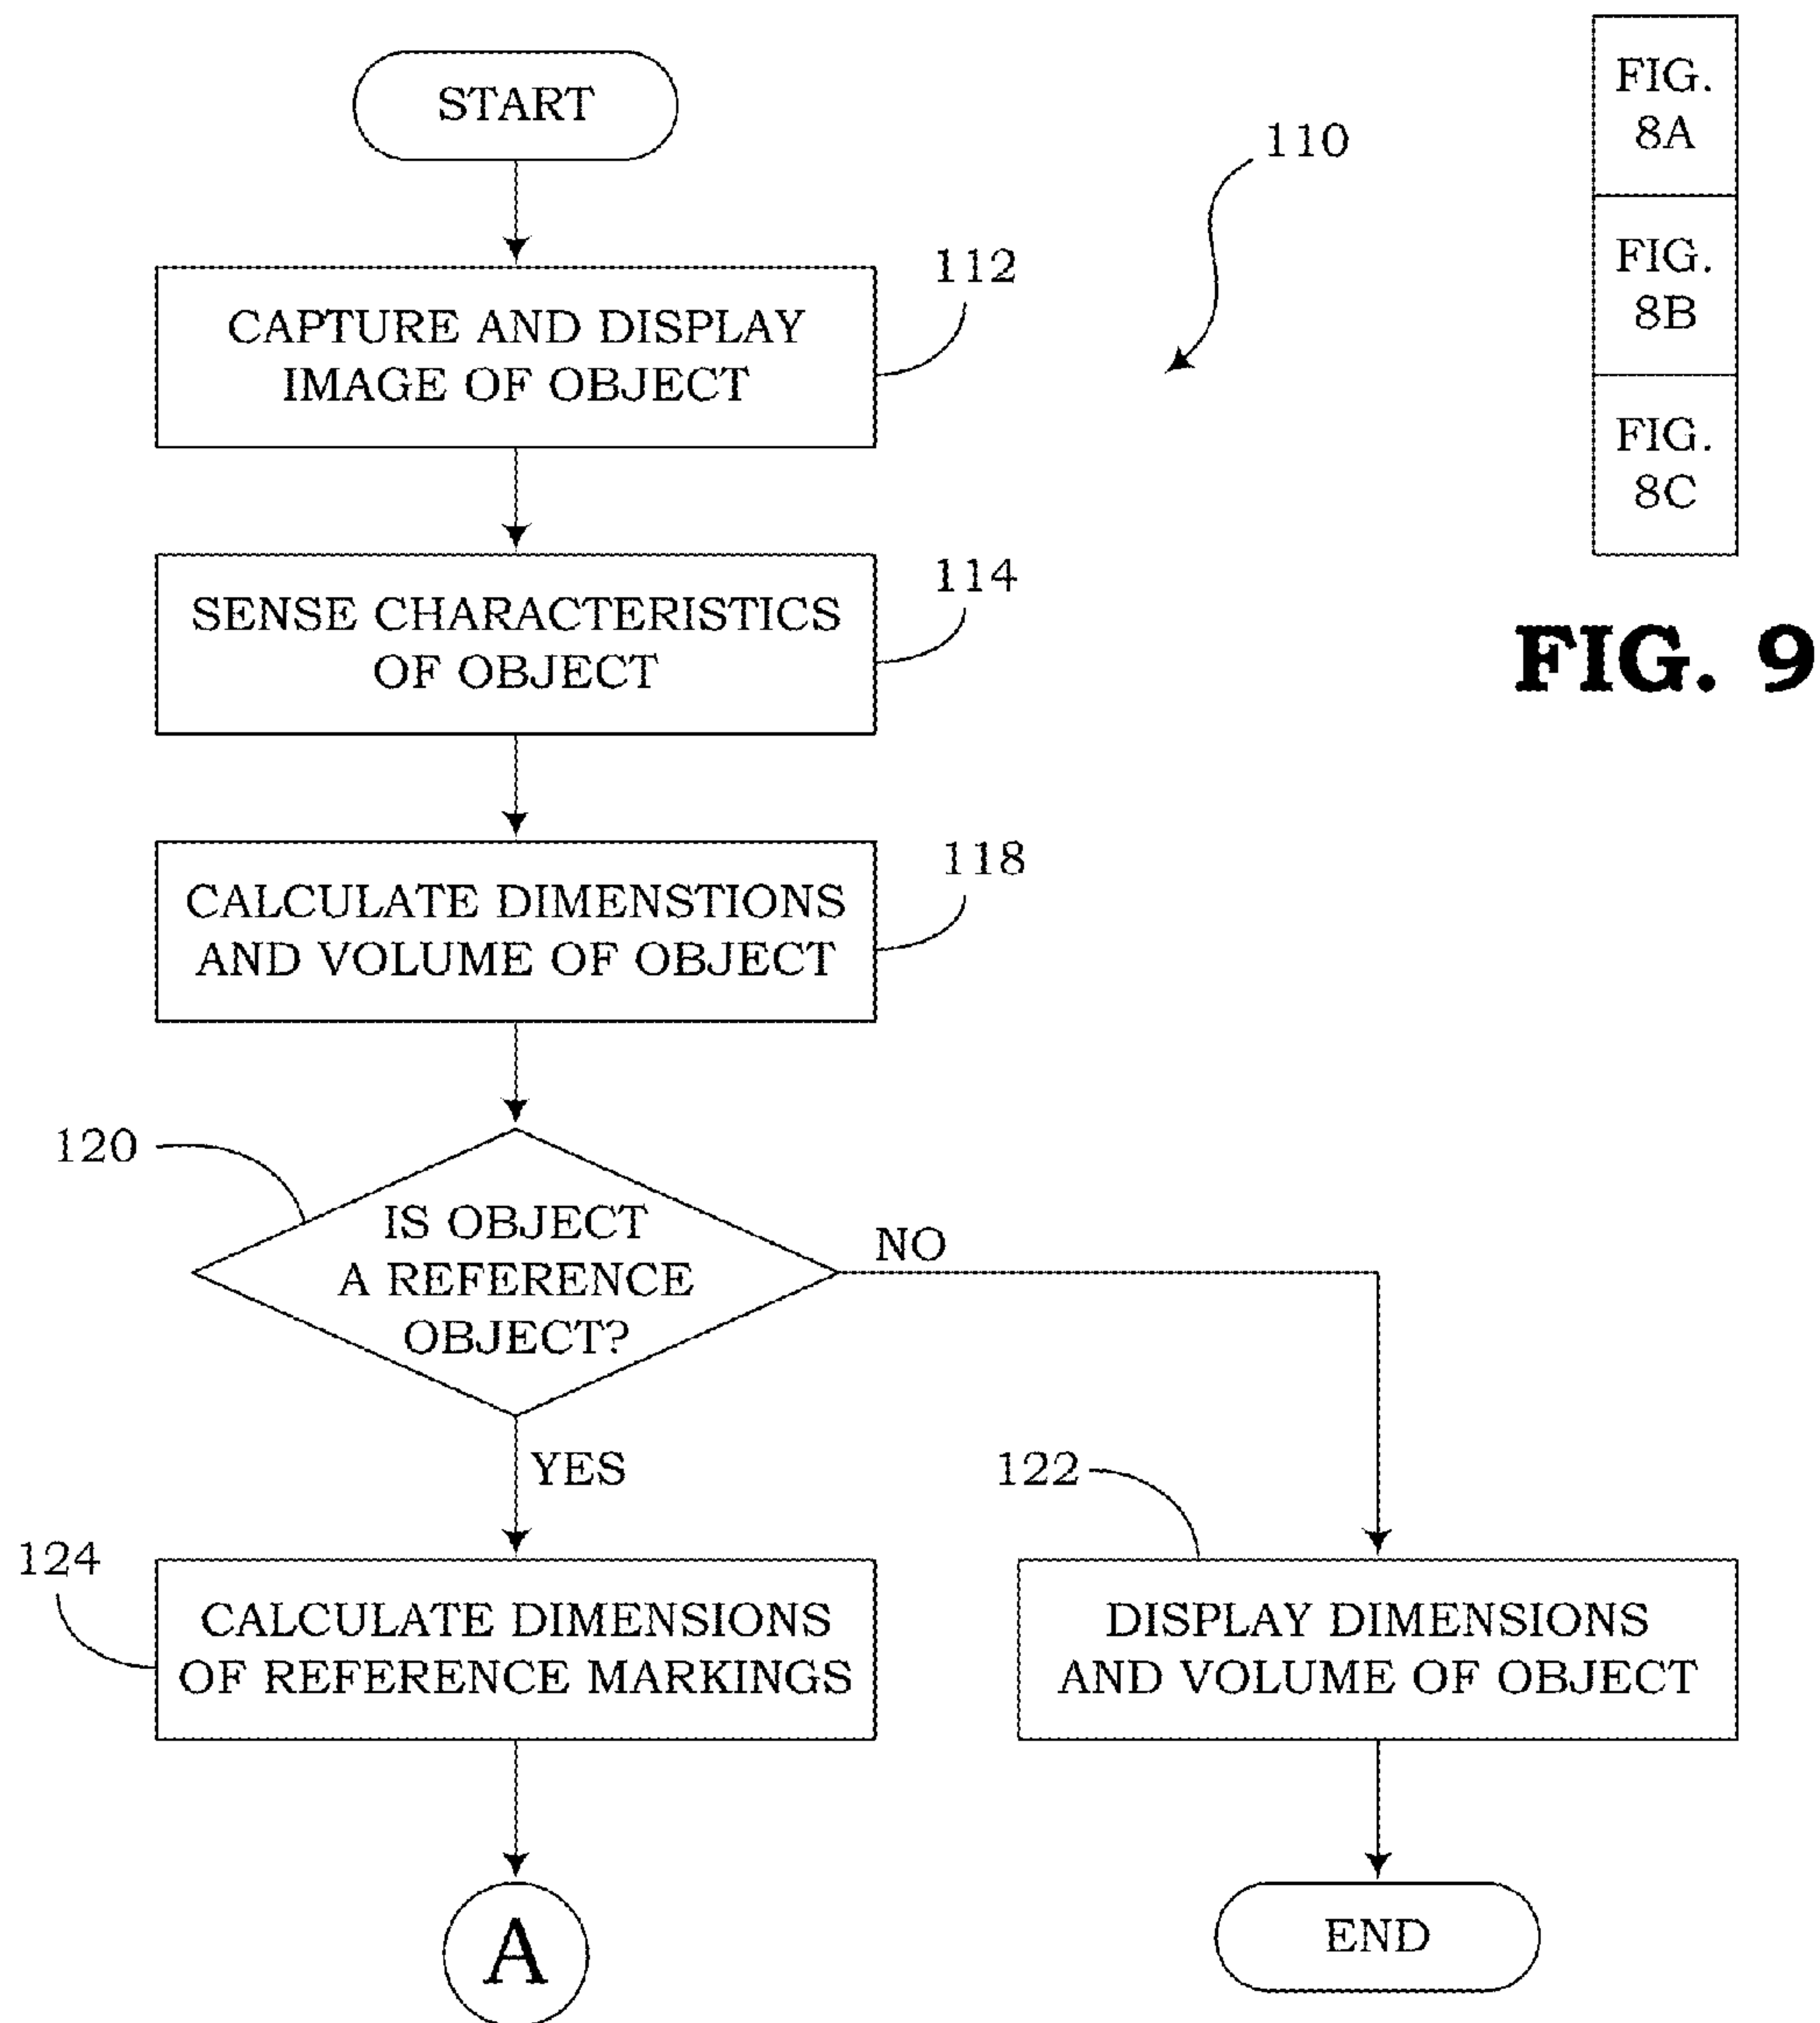 START
110
FIG.
8A
FIG.
8B
FIG.
8C
FIG. 9
112
CAPTURE AND DISPLAY
IMAGE OF OBJECT
114
SENSE CHARACTERISTICS
OF OBJECT
118
CALCULATE DIMENSTIONS
AND VOLUME OF OBJECT
120
IS OBJECT
A REFERENCE
OBJECT?
NO
YES
122
124
CALCULATE DIMENSIONS
OF REFERENCE MARKINGS
DISPLAY DIMENSIONS
AND VOLUME OF OBJECT
A
END